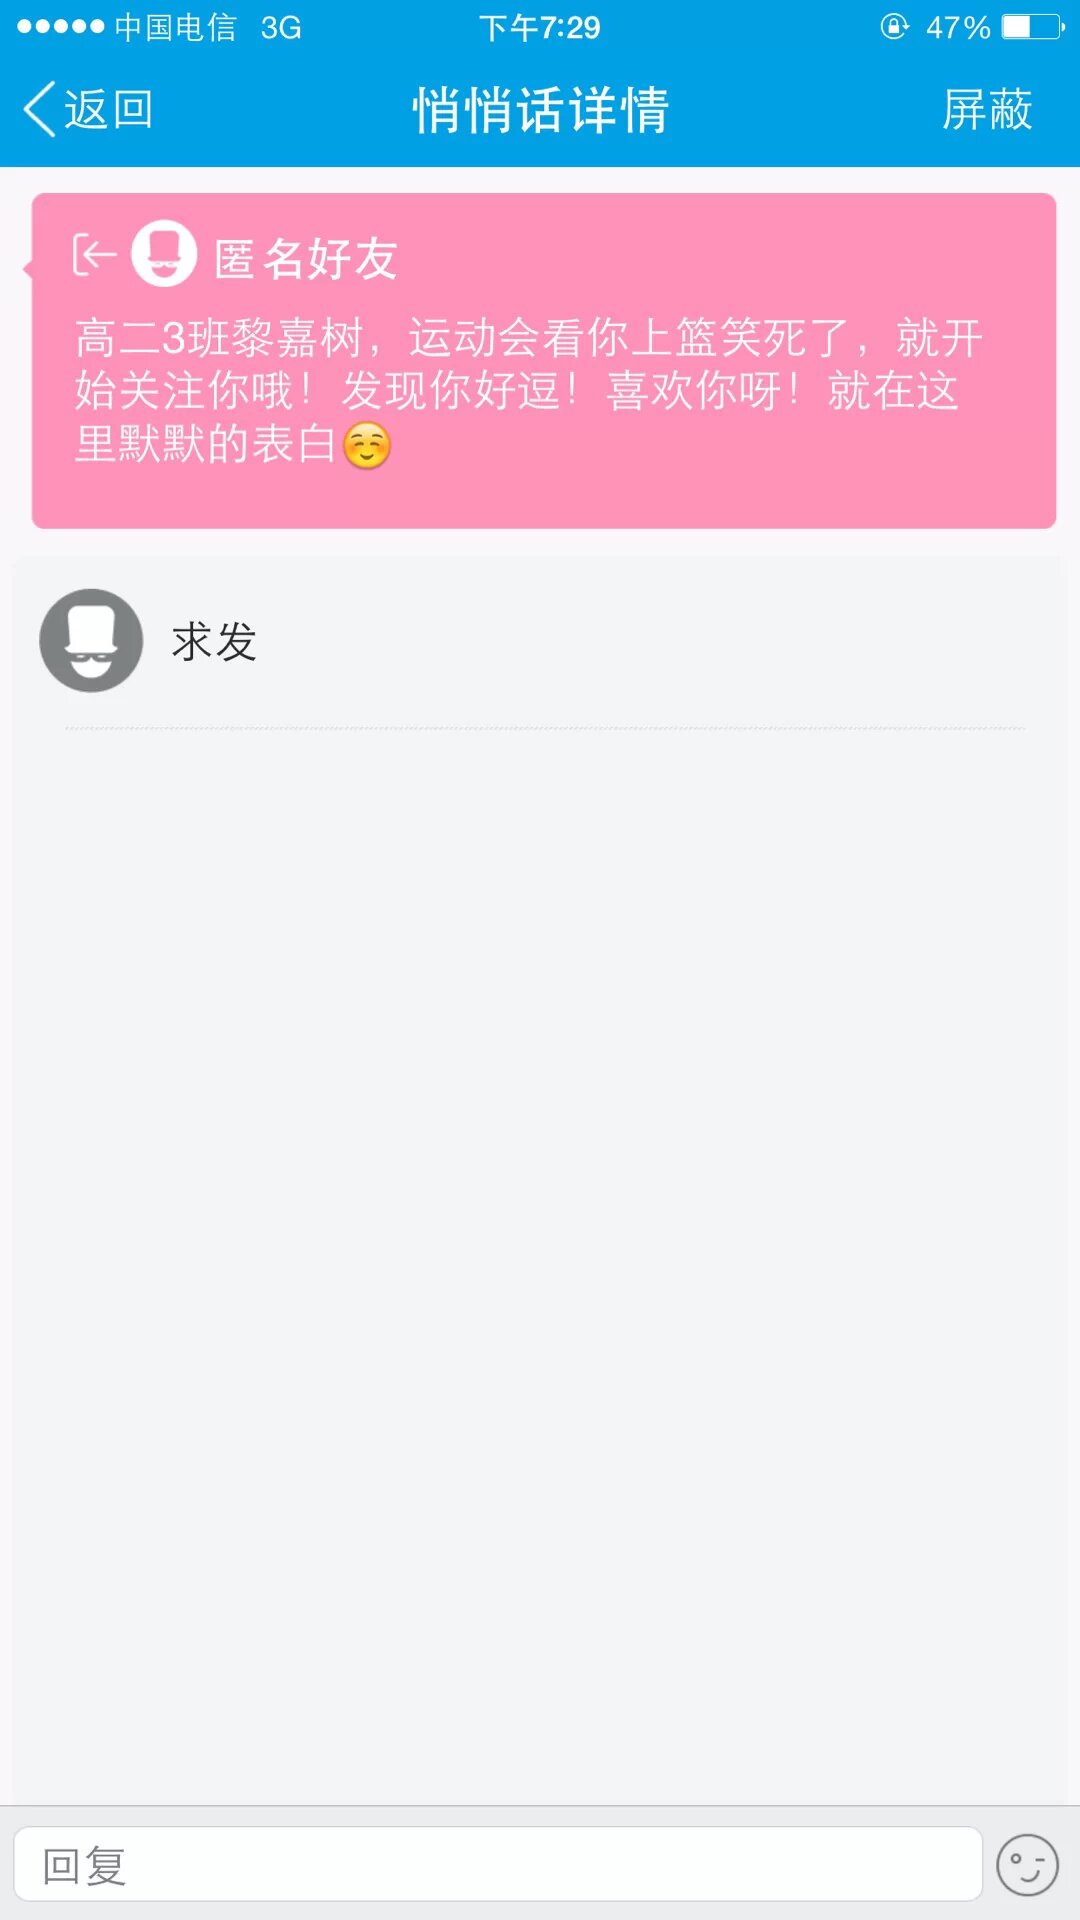 中国电信 3G 下午7:29 47%
返回 悄悄话详情 屏蔽
匿名好友
高二3班黎嘉树，运动会看你上篮笑死了，就开
始关注你哦！发现你好逗！喜欢你呀！就在这
里默默的表白☺️
求发
回复